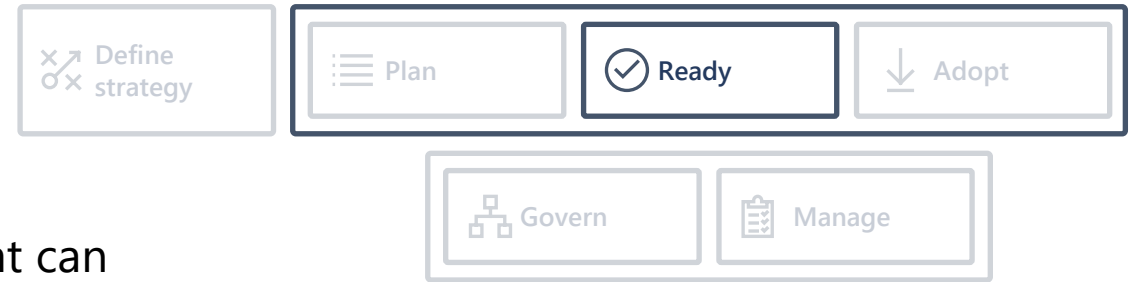 Define
strategy
Plan
Ready
Adopt
Govern
Manage
can